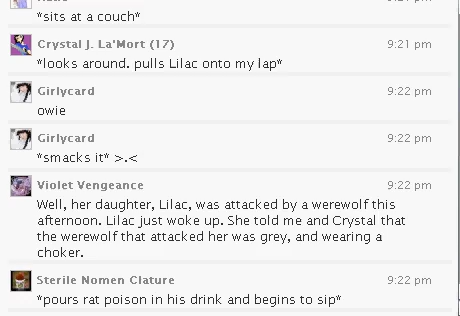 *sits at a couch*
Crystal J. La'Mort (17) 9:21 pm
*looks around. pulls Lilac onto my lap*
Girlycard 9:22 pm
owie
Girlycard 9:22 pm
*smacks it* >.<
Violet Vengeance 9:22 pm
Well, her daughter, Lilac, was attacked by a werewolf this
afternoon. Lilac just woke up. She told me and Crystal that
the werewolf that attacked her was grey, and wearing a
choker.
Sterile Nomen Clature 9:22 pm
*pours rat poison in his drink and begins to sip*